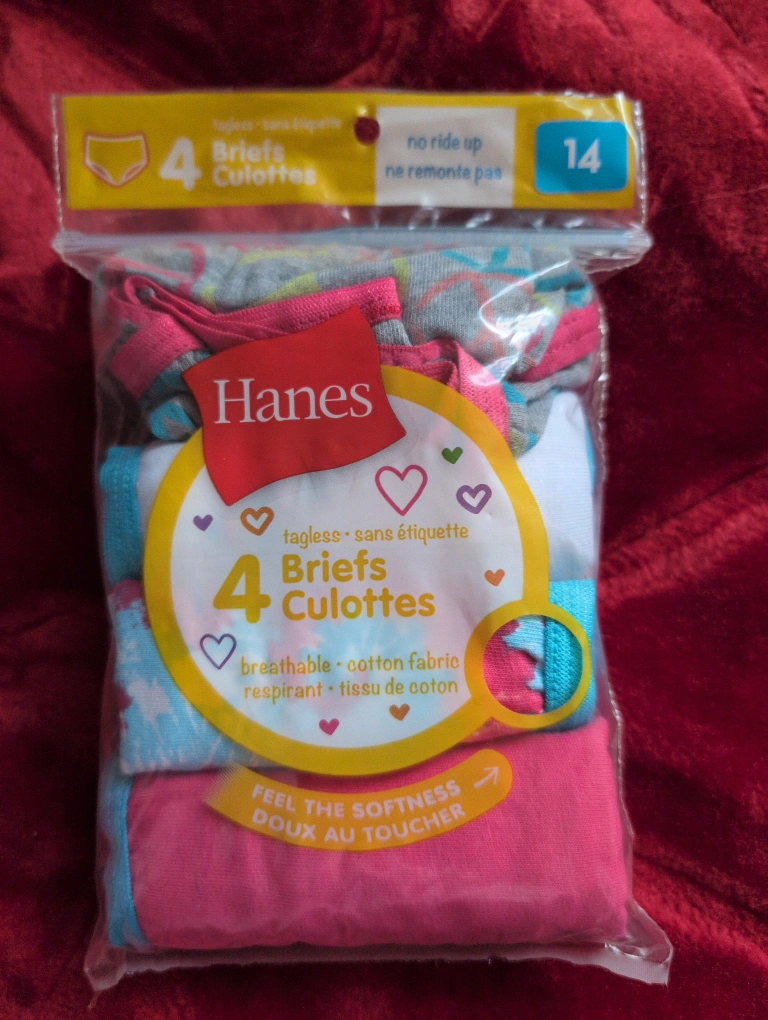 tagless · sans étiquette
4 Briefs
Culottes
no ride up
ne remonte pas
14
Hanes
tagless · sans étiquette
4 Briefs
Culottes
breathable · cotton fabric
respirant · tissu de coton
FEEL THE SOFTNESS
DOUX AU TOUCHER